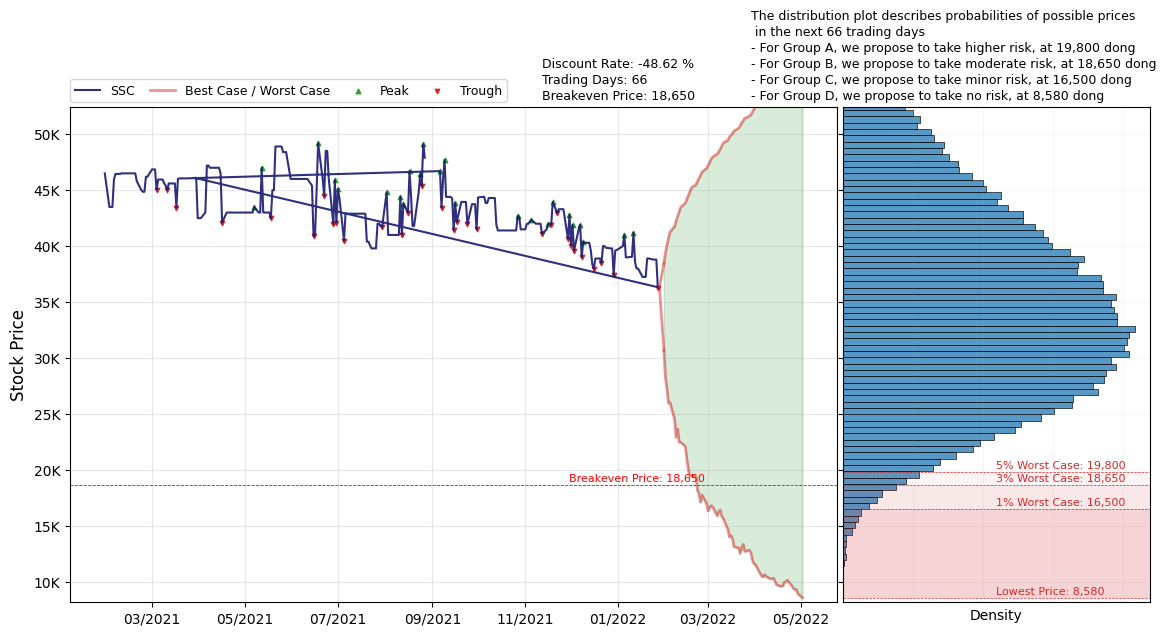 The distribution plot describes probabilities of possible prices
in the next 66 trading days
- For Group A, we propose to take higher risk, at 19,800 dong
- For Group B, we propose to take moderate risk, at 18,650 dong
- For Group C, we propose to take minor risk, at 16,500 dong
- For Group D, we propose to take no risk, at 8,580 dong
Discount Rate: -48.62 %
Trading Days: 66
Breakeven Price: 18,650
SSC
Best Case / Worst Case
Peak
Trough
Stock Price
50K
45K
40K
35K
30K
25K
20K
15K
10K
Breakeven Price: 18,650
03/2021
05/2021
07/2021
09/2021
11/2021
01/2022
03/2022
05/2022
5% Worst Case: 19,800
3% Worst Case: 18,650
1% Worst Case: 16,500
Lowest Price: 8,580
Density